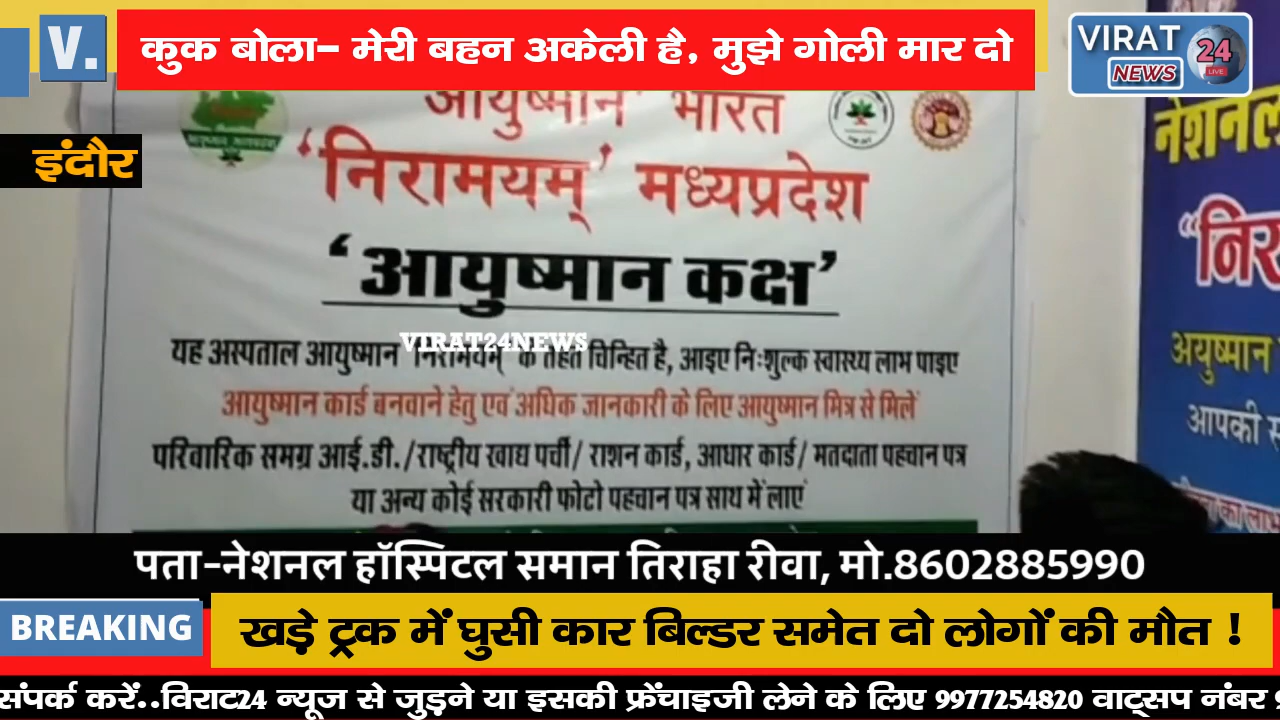 V.
कुक बोला- मेरी बहन अकेली है, मुझे गोली मार दो
VIRAT
24
NEWS
LIVE
इंदौर
आयुष्मान भारत
'निरामयम्' मध्यप्रदेश
'आयुष्मान कक्ष'
यह अस्पताल आयुष्मान 'निरामयम्' के तहत चिन्हित है, आइए निःशुल्क स्वास्थ्य लाभ पाइए
VIRAT24NEWS
आयुष्मान कार्ड बनवाने हेतु एवं अधिक जानकारी के लिए आयुष्मान मित्र से मिलें
परिवारिक समग्र आई.डी./राष्ट्रीय खाद्य पर्ची/ राशन कार्ड, आधार कार्ड/ मतदाता पहचान पत्र
या अन्य कोई सरकारी फोटो पहचान पत्र साथ में लाएं
नेशनल
"निर
अयुष्मान
आपकी
का लाभ
पता-नेशनल हॉस्पिटल समान तिराहा रीवा, मो.8602885990
BREAKING
खड़े ट्रक में घुसी कार बिल्डर समेत दो लोगों की मौत !
संपर्क करें..विराट24 न्यूज से जुड़ने या इसकी फ्रेंचाइजी लेने के लिए 9977254820 वाट्सप नंबर